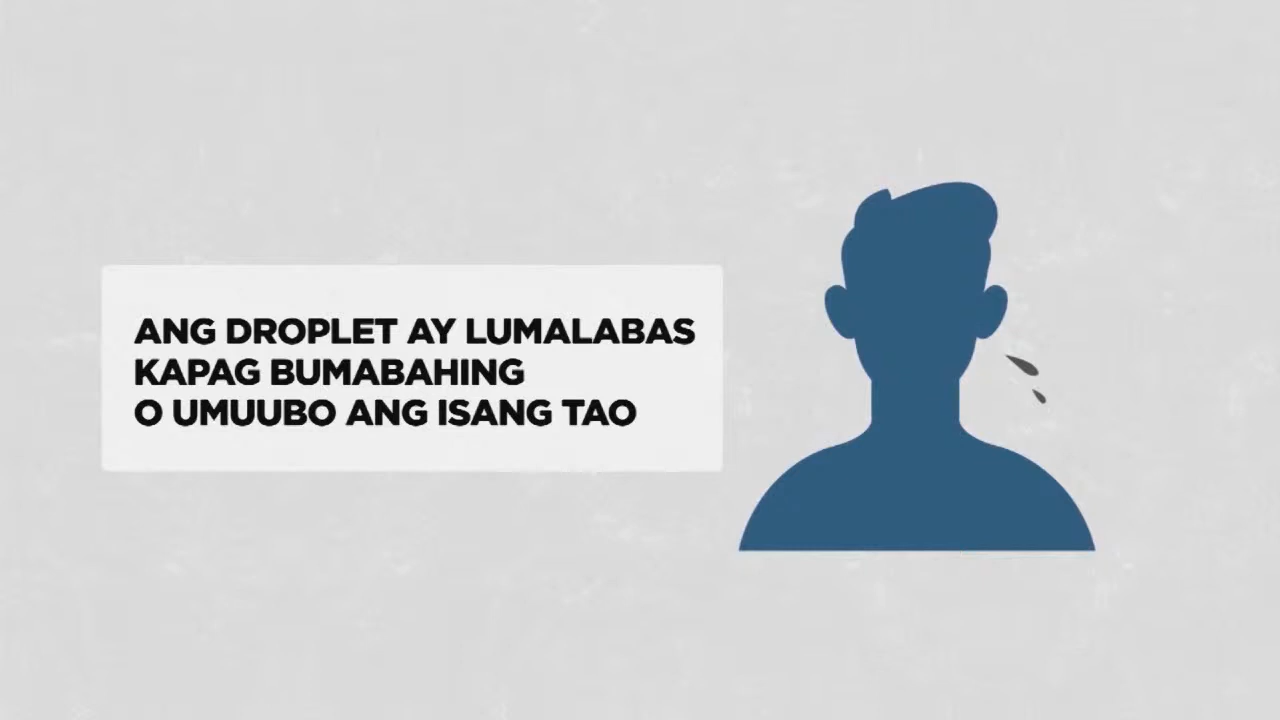 ANG DROPLET AY LUMALABAS
KAPAG BUMABAHING
O UMUUBO ANG ISANG TAO